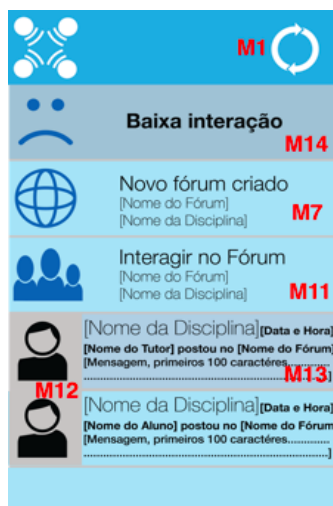 M1
Baixa interação
M14
Novo fórum criado
[Nome do Fórum]
[Nome da Disciplina]
M7
Interagir no Fórum
[Nome do Fórum]
[Nome da Disciplina]
M11
[Nome da Disciplina][Data e Hora]
[Nome do Tutor] postou no [Nome do Fórum]
[Mensagem, primeiros 100 caractéres.............
..............................................................]
M12
M13
[Nome da Disciplina][Data e Hora]
[Nome do Aluno] postou no [Nome do Fórum]
[Mensagem, primeiros 100 caractéres.............
..............................................................]